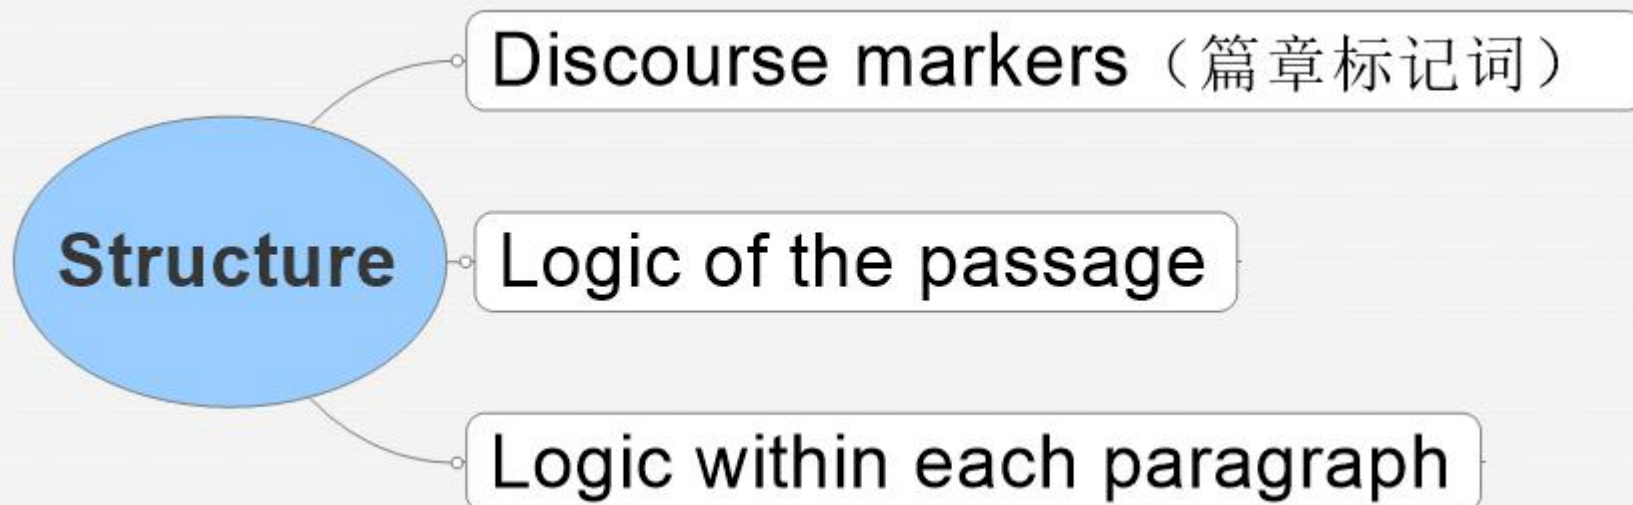 Discourse markers（篇章标记词）
Structure
Logic of the passage
Logic within each paragraph